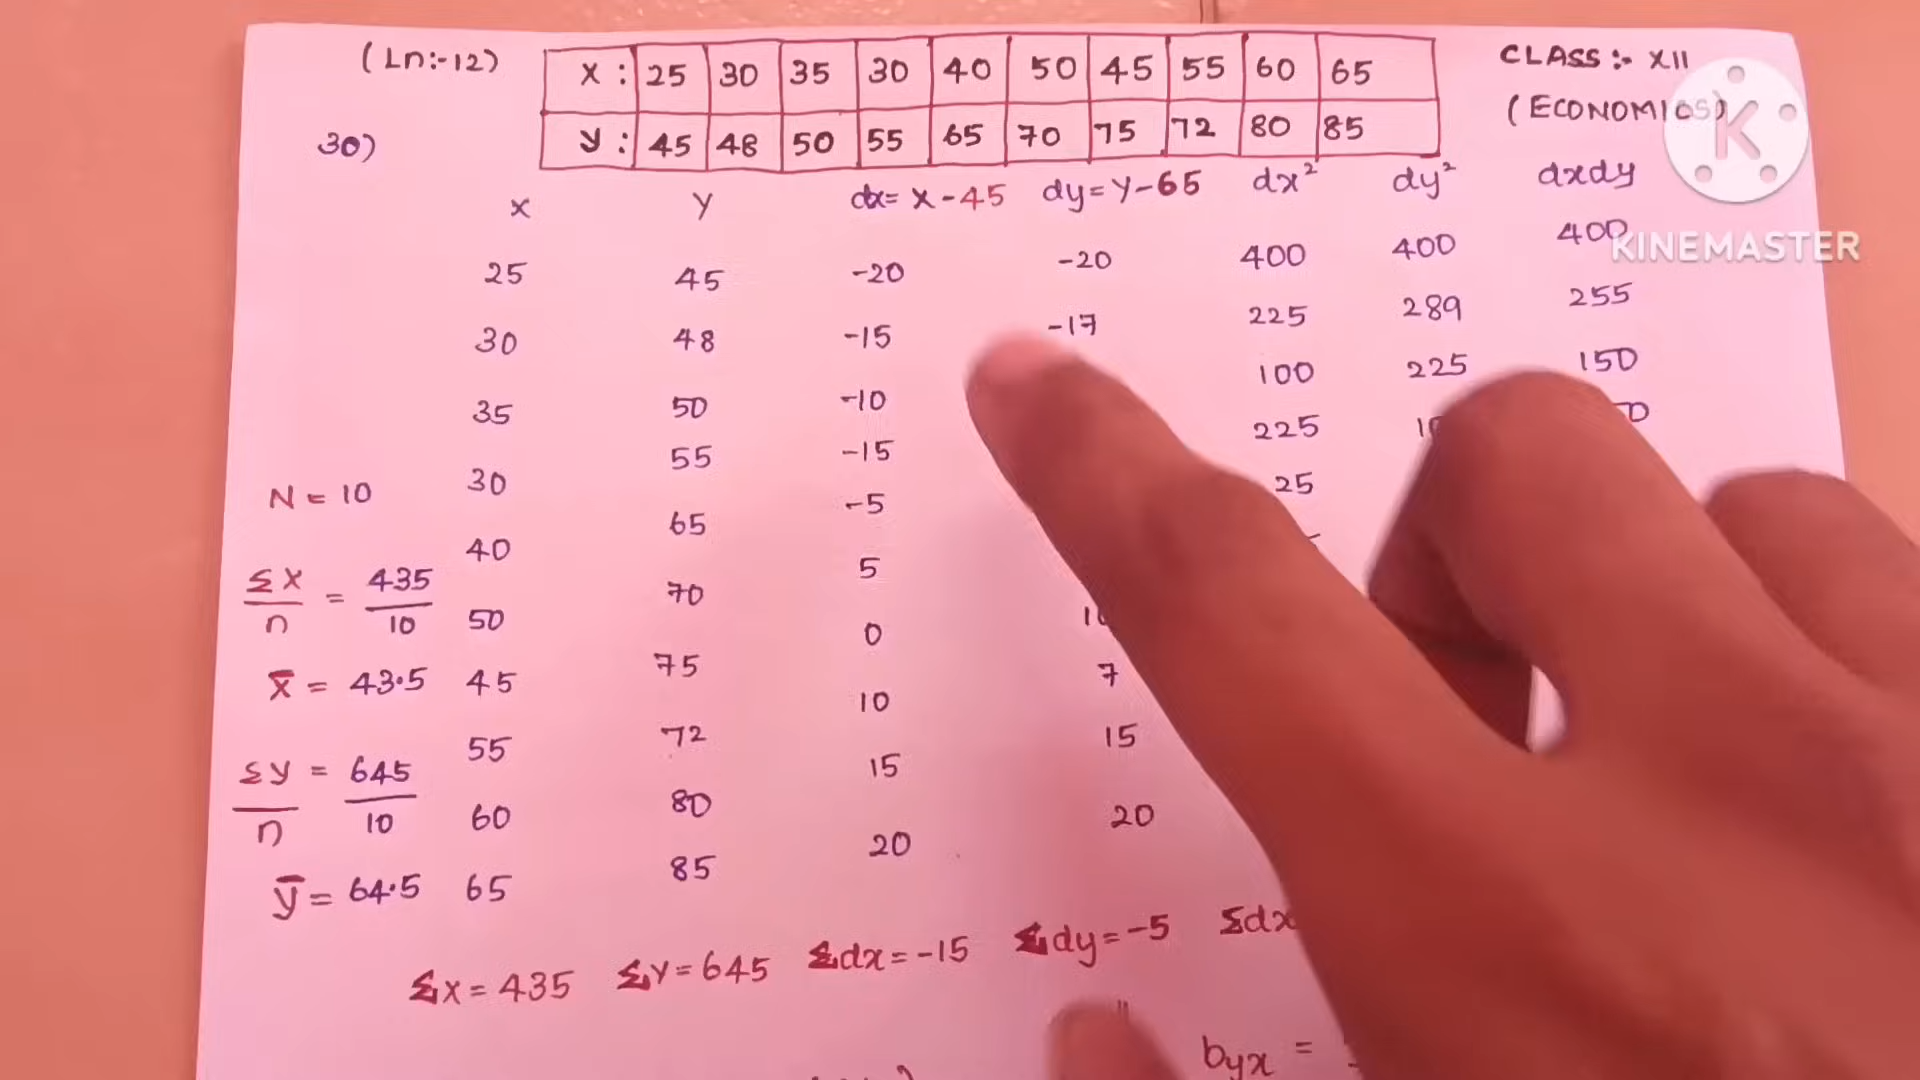 (Ln:-12)
CLASS :- XII
(ECONOMICS)
X : 25 30 35 30 40 50 45 55 60 65
y : 45 48 50 55 65 70 75 72 80 85
30)
x Y dx= x-45 dy=Y-65 dx² dy² dxdy
25 45 -20 -20 400 400 400
30 48 -15 -17 225 289 255
35 50 -10 100 225 150
30 55 -15 225
40 65 -5 25
50 70 5
45 75 0
55 72 10 7
60 80 15 15
65 85 20 20
N = 10
Σx/n = 435/10
x̄ = 43.5
Σy/n = 645/10
ȳ = 64.5
Σx = 435 ΣY = 645 Σdx = -15 Σdy = -5 Σdx
byx =
K
KINEMASTER